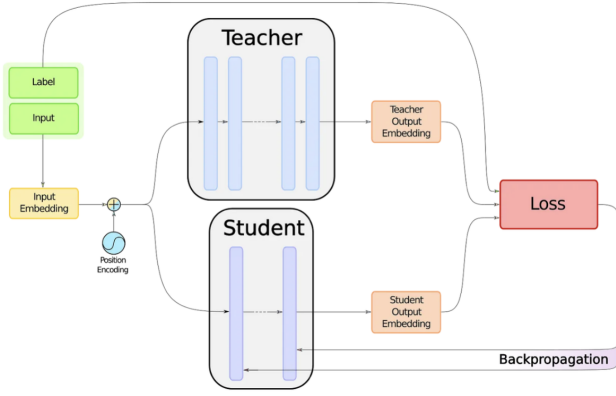 Teacher
Label
Input
Teacher
Output
Embedding
Input
Embedding
Position
Encoding
Loss
Student
Student
Output
Embedding
Backpropagation